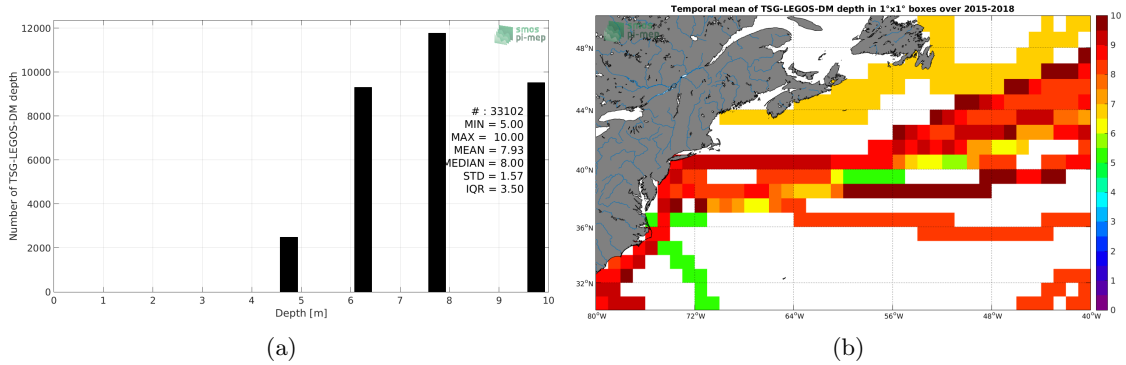 12000
10000
8000
6000
4000
2000
0
Number of TSG-LEGOS-DM depth
smos
pi-mep
# : 33102
MIN = 5.00
MAX = 10.00
MEAN = 7.93
MEDIAN = 8.00
STD = 1.57
IQR = 3.50
0 1 2 3 4 5 6 7 8 9 10
Depth [m]
(a)
Temporal mean of TSG-LEGOS-DM depth in 1°x1° boxes over 2015-2018
smos
pi-mep
48°N
44°N
40°N
36°N
32°N
80°W 72°W 64°W 56°W 48°W 40°W
10
9
8
7
6
5
4
3
2
1
0
(b)